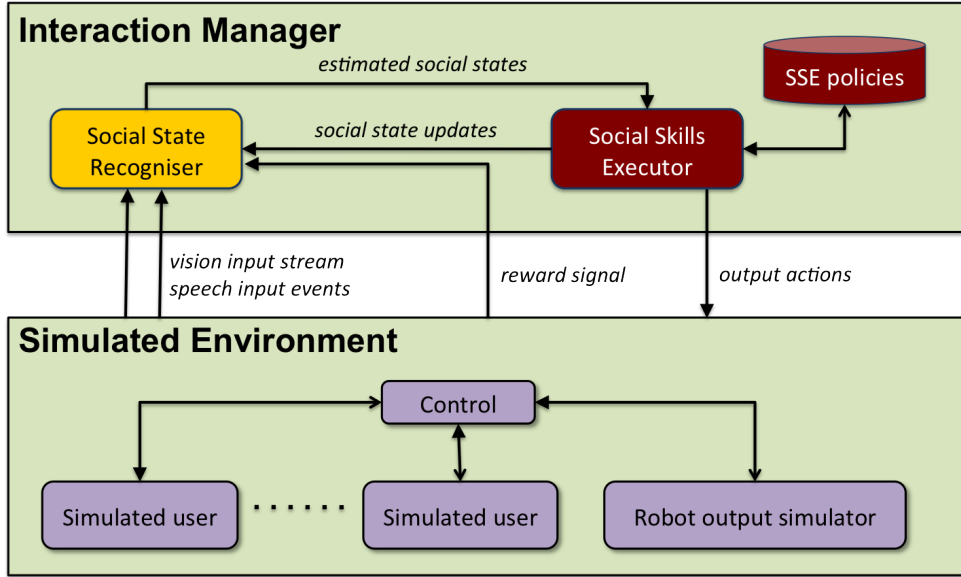 Interaction Manager
estimated social states
SSE policies
Social State
Recogniser
social state updates
Social Skills
Executor
vision input stream
speech input events
reward signal
output actions
Simulated Environment
Control
Simulated user
......
Simulated user
Robot output simulator